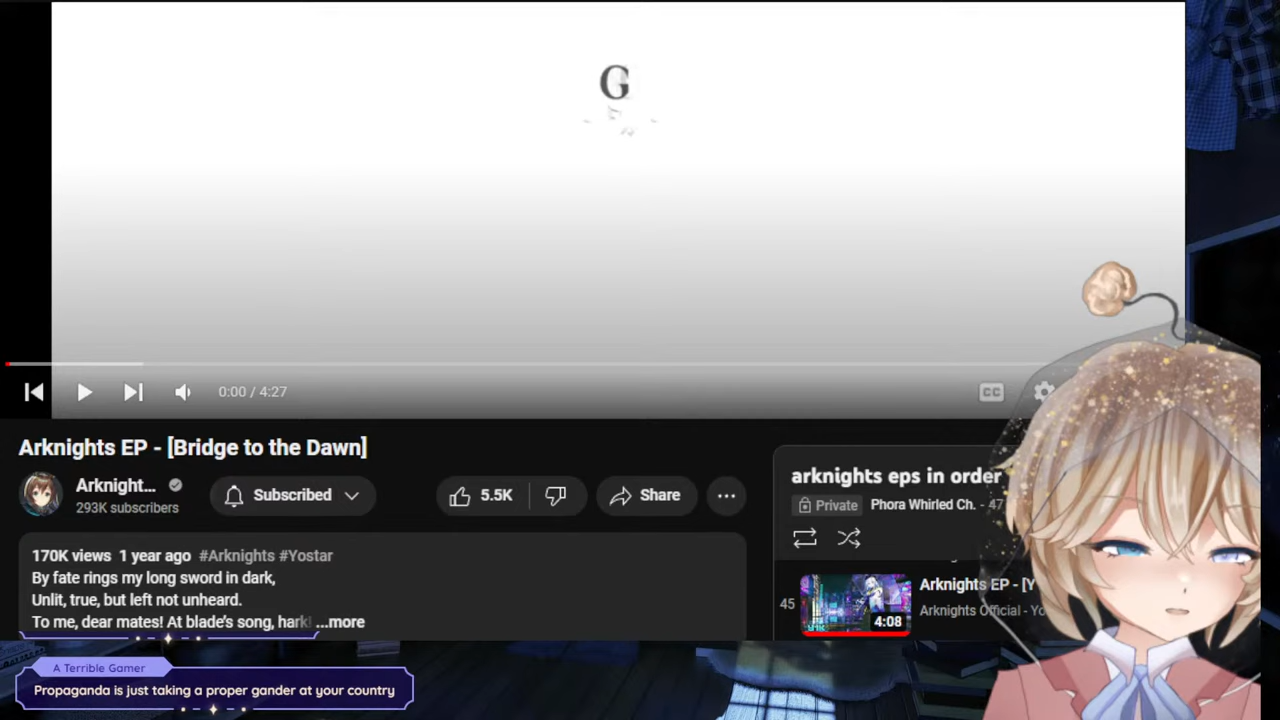 G
0:00 / 4:27
CC
Arknights EP - [Bridge to the Dawn]
Arknight...
293K subscribers
Subscribed
5.5K
Share
170K views 1 year ago #Arknights #Yostar
By fate rings my long sword in dark,
Unlit, true, but left not unheard.
To me, dear mates! At blade's song, hark! ...more
arknights eps in order
Private
Phora Whirled Ch. - 47
45
4:08
Arknights EP - [Y
Arknights Official - Yo
A Terrible Gamer
Propaganda is just taking a proper gander at your country